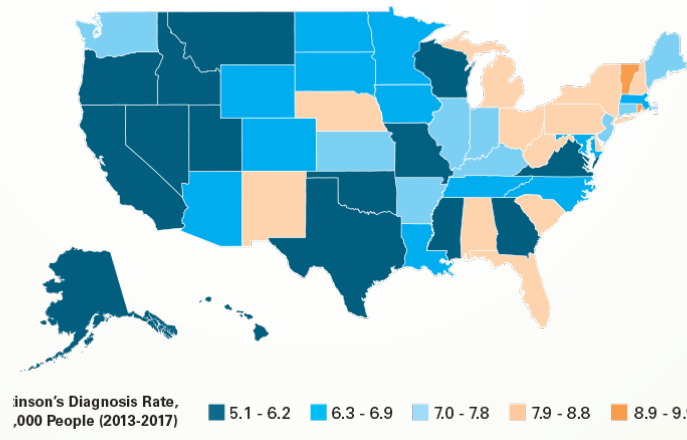 inson's Diagnosis Rate,
,000 People (2013-2017)
5.1 - 6.2
6.3 - 6.9
7.0 - 7.8
7.9 - 8.8
8.9 - 9.